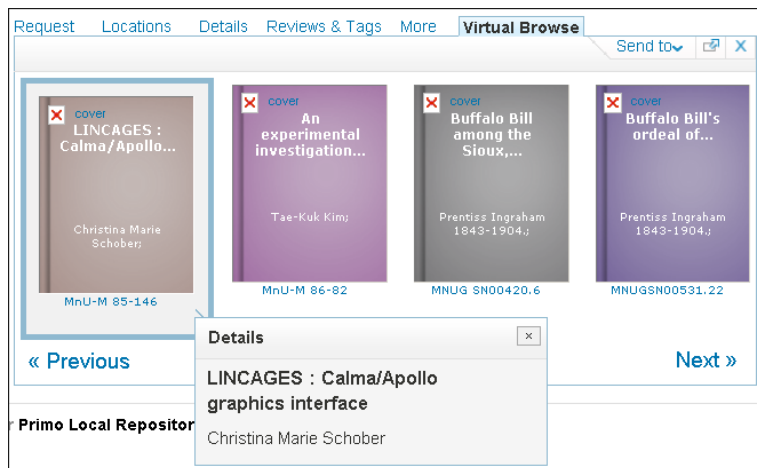 Request Locations Details Reviews & Tags More Virtual Browse
Send to
X
cover
LINCAGES :
Calma/Apollo...
Christina Marie
Schober;
MnU-M 85-146
cover
An
experimental
investigation...
Tae-Kuk Kim;
MnU-M 86-82
cover
Buffalo Bill
among the
Sioux,...
Prentiss Ingraham
1843-1904.;
MNUG SN00420.6
cover
Buffalo Bill's
ordeal of...
Prentiss Ingraham
1843-1904.;
MNUGSN00531.22
« Previous
Next »
Details
x
LINCAGES : Calma/Apollo
graphics interface
Christina Marie Schober
Primo Local Repositor